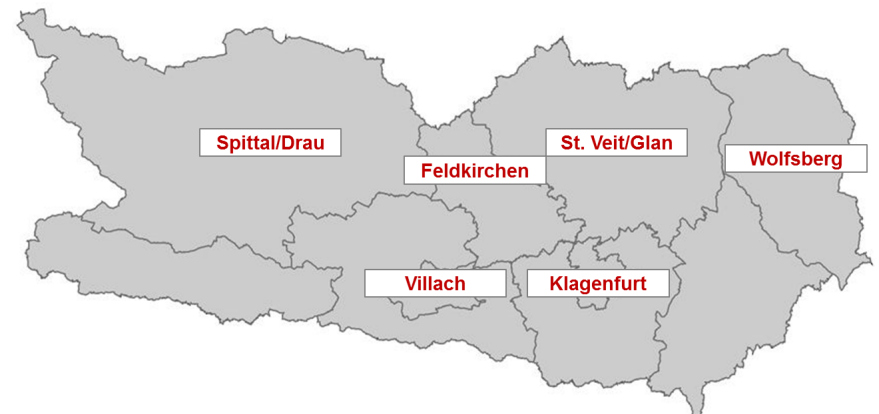 Spittal/Drau
St. Veit/Glan
Wolfsberg
Feldkirchen
Villach
Klagenfurt